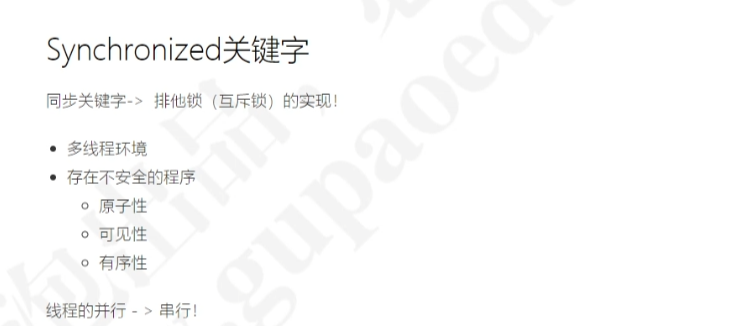 Synchronized关键字
同步关键字-> 排他锁（互斥锁）的实现！
多线程环境
存在不安全的程序
原子性
可见性
有序性
线程的并行 - > 串行！
gupaoedu